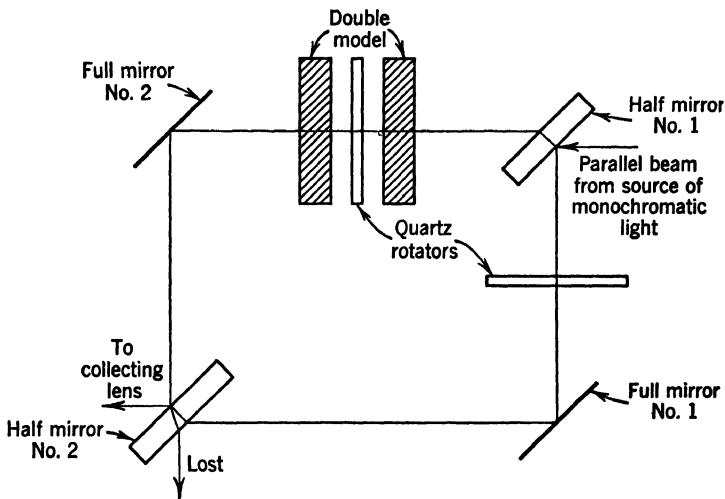 Double
model
Full mirror
No. 2
Half mirror
No. 1
Parallel beam
from source of
monochromatic
light
Quartz
rotators
To
collecting
lens
Full mirror
No. 1
Half mirror
No. 2
Lost